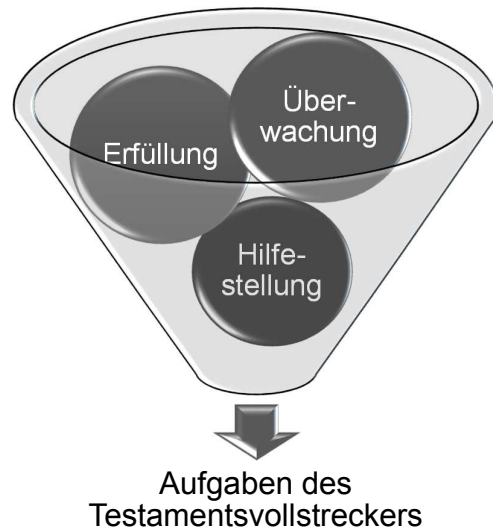 Über-
wachung
Erfüllung
Hilfe-
stellung
Aufgaben des
Testamentsvollstreckers